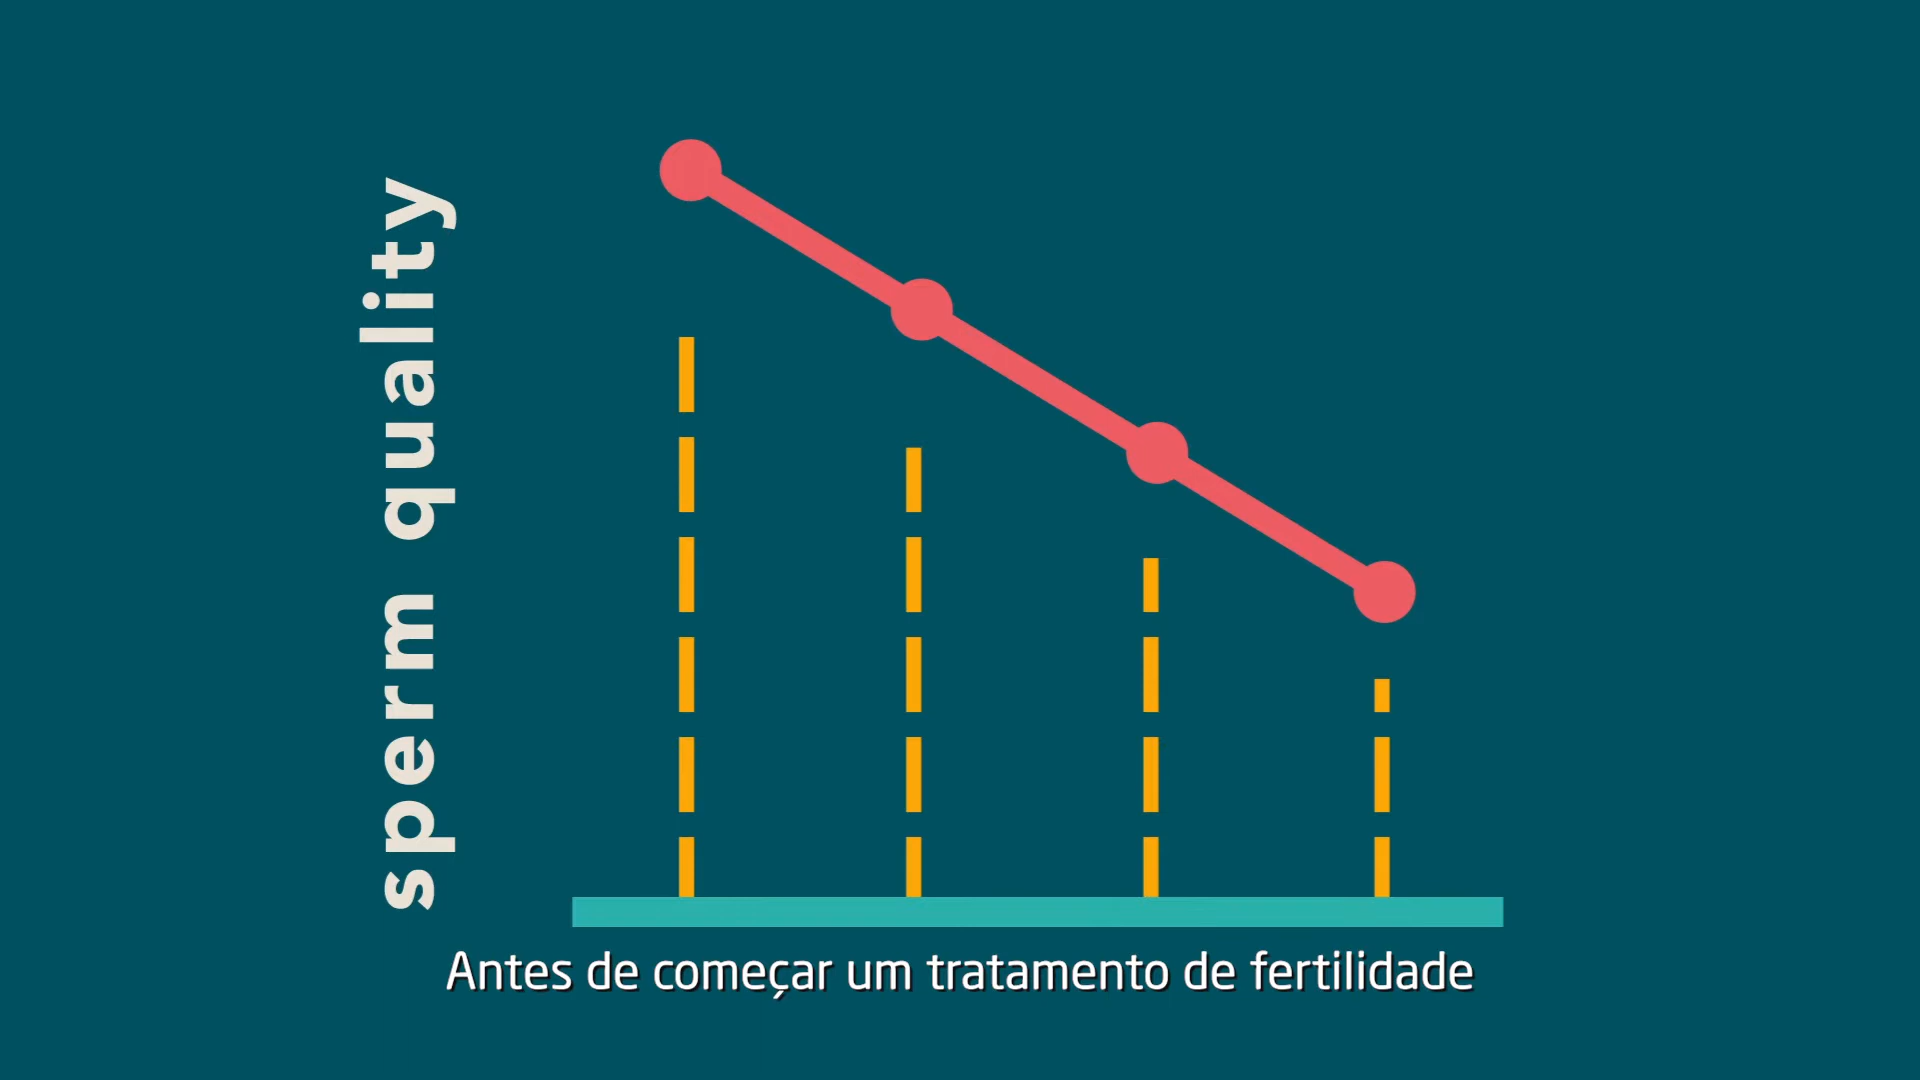 sperm quality
Antes de começar um tratamento de fertilidade